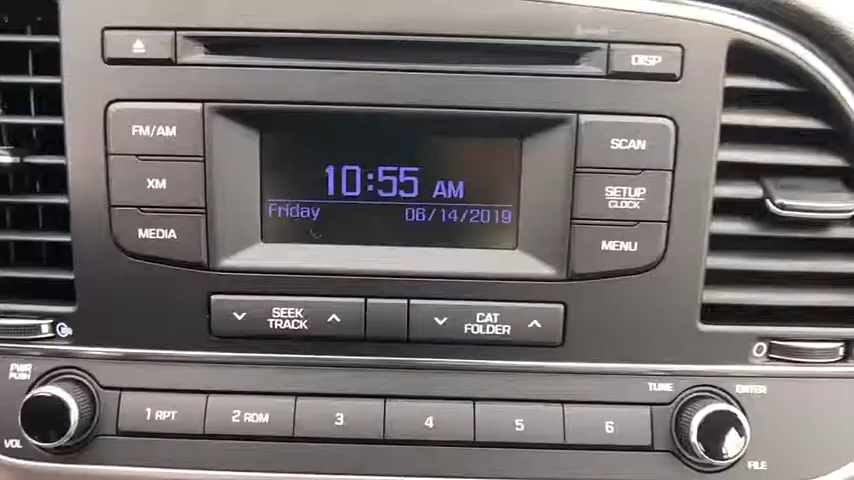 DISP
FM/AM
SCAN
10:55 AM
XM
SETUP
CLOCK
Friday 06/14/2019
MEDIA
MENU
SEEK
TRACK
CAT
FOLDER
PWR
PUSH
TUNE
ENTER
1 RPT
2 RDM
3
4
5
6
VOL
FILE